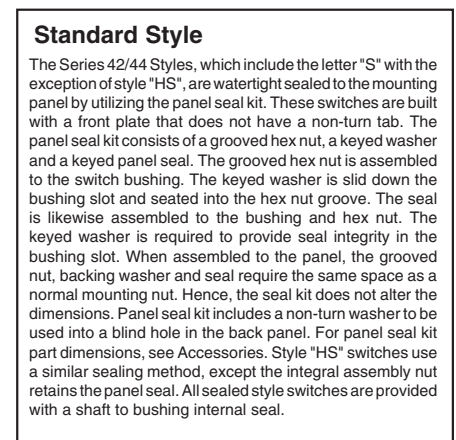 Standard Style
The Series 42/44 Styles, which include the letter "S" with the
exception of style "HS", are watertight sealed to the mounting
panel by utilizing the panel seal kit. These switches are built
with a front plate that does not have a non-turn tab. The
panel seal kit consists of a grooved hex nut, a keyed washer
and a keyed panel seal. The grooved hex nut is assembled
to the switch bushing. The keyed washer is slid down the
bushing slot and seated into the hex nut groove. The seal
is likewise assembled to the bushing and hex nut. The
keyed washer is required to provide seal integrity in the
bushing slot. When assembled to the panel, the grooved
nut, backing washer and seal require the same space as a
normal mounting nut. Hence, the seal kit does not alter the
dimensions. Panel seal kit includes a non-turn washer to be
used into a blind hole in the back panel. For panel seal kit
part dimensions, see Accessories. Style "HS" switches use
a similar sealing method, except the integral assembly nut
retains the panel seal. All sealed style switches are provided
with a shaft to bushing internal seal.